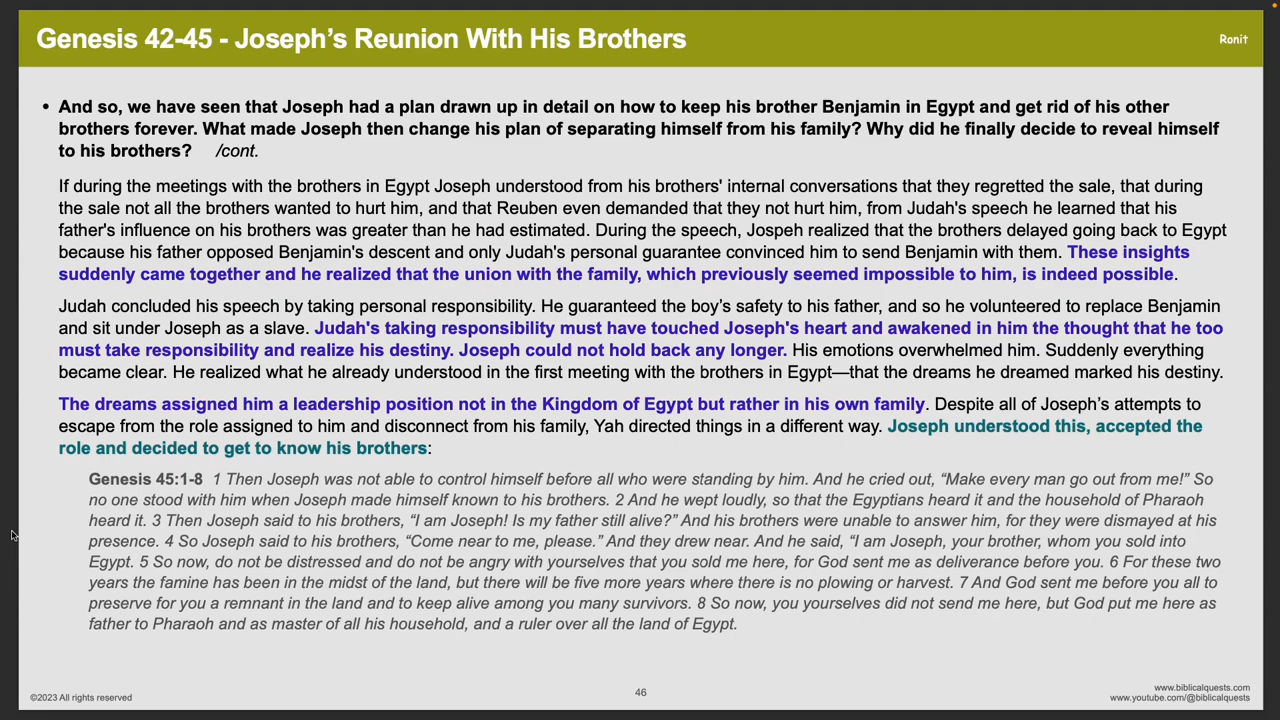 Genesis 42-45 - Joseph's Reunion With His Brothers
Ronit
• And so, we have seen that Joseph had a plan drawn up in detail on how to keep his brother Benjamin in Egypt and get rid of his other
brothers forever. What made Joseph then change his plan of separating himself from his family? Why did he finally decide to reveal himself
to his brothers? /cont.
If during the meetings with the brothers in Egypt Joseph understood from his brothers' internal conversations that they regretted the sale, that during
the sale not all the brothers wanted to hurt him, and that Reuben even demanded that they not hurt him, from Judah's speech he learned that his
father's influence on his brothers was greater than he had estimated. During the speech, Jospeh realized that the brothers delayed going back to Egypt
because his father opposed Benjamin's descent and only Judah's personal guarantee convinced him to send Benjamin with them. These insights
suddenly came together and he realized that the union with the family, which previously seemed impossible to him, is indeed possible.
Judah concluded his speech by taking personal responsibility. He guaranteed the boy's safety to his father, and so he volunteered to replace Benjamin
and sit under Joseph as a slave. Judah's taking responsibility must have touched Joseph's heart and awakened in him the thought that he too
must take responsibility and realize his destiny. Joseph could not hold back any longer. His emotions overwhelmed him. Suddenly everything
became clear. He realized what he already understood in the first meeting with the brothers in Egypt—that the dreams he dreamed marked his destiny.
The dreams assigned him a leadership position not in the Kingdom of Egypt but rather in his own family. Despite all of Joseph's attempts to
escape from the role assigned to him and disconnect from his family, Yah directed things in a different way. Joseph understood this, accepted the
role and decided to get to know his brothers:
Genesis 45:1-8 1 Then Joseph was not able to control himself before all who were standing by him. And he cried out, “Make every man go out from me!” So
no one stood with him when Joseph made himself known to his brothers. 2 And he wept loudly, so that the Egyptians heard it and the household of Pharaoh
heard it. 3 Then Joseph said to his brothers, “I am Joseph! Is my father still alive?” And his brothers were unable to answer him, for they were dismayed at his
presence. 4 So Joseph said to his brothers, “Come near to me, please.” And they drew near. And he said, “I am Joseph, your brother, whom you sold into
Egypt. 5 So now, do not be distressed and do not be angry with yourselves that you sold me here, for God sent me as deliverance before you. 6 For these two
years the famine has been in the midst of the land, but there will be five more years where there is no plowing or harvest. 7 And God sent me before you all to
preserve for you a remnant in the land and to keep alive among you many survivors. 8 So now, you yourselves did not send me here, but God put me here as
father to Pharaoh and as master of all his household, and a ruler over all the land of Egypt.
©2023 All rights reserved
46
www.biblicalquests.com
www.youtube.com/@biblicalquests